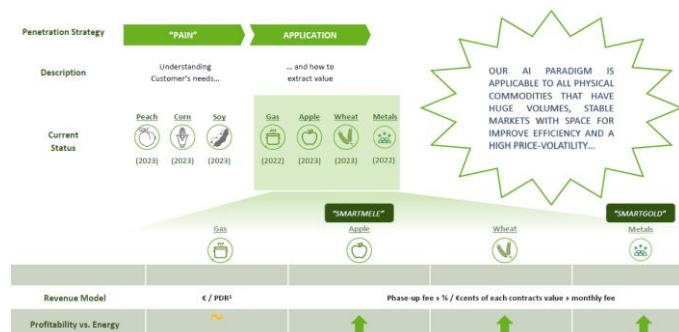 Penetration Strategy
"PAIN"
APPLICATION
Description
Understanding
Customer's needs...
... and how to
extract value
OUR AI PARADIGM IS
APPLICABLE TO ALL PHYSICAL
COMMODITIES THAT HAVE
HUGE VOLUMES, STABLE
MARKETS WITH SPACE FOR
IMPROVE EFFICIENCY AND A
HIGH PRICE-VOLATILITY...
Current
Status
Peach Corn Soy
(2023) (2023) (2023)
Gas Apple Wheat Metals
(2022) (2023) (2023) (2022)
"SMARTMELE"
"SMARTGOLD"
Gas Apple Wheat Metals
Revenue Model
€ / PDR¹
Phase-up fee + % / €cents of each contracts value + monthly fee
Profitability vs. Energy
~